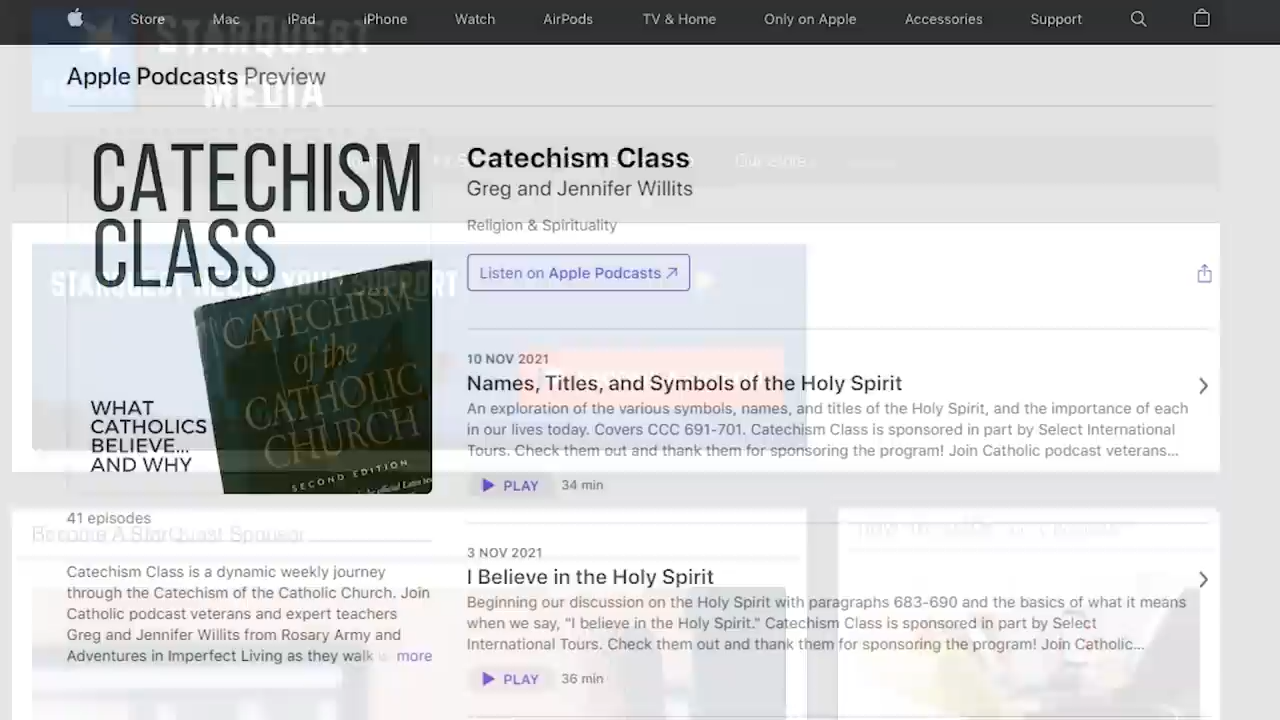 Store Mac iPad iPhone Watch AirPods TV & Home Only on Apple Accessories Support
STARQUEST
MEDIA
Apple Podcasts Preview
CATECHISM
CLASS
CATECHISM
of the
CATHOLIC
CHURCH
SECOND EDITION
WHAT
CATHOLICS
BELIEVE...
AND WHY
41 episodes
Catechism Class is a dynamic weekly journey
through the Catechism of the Catholic Church. Join
Catholic podcast veterans and expert teachers
Greg and Jennifer Willits from Rosary Army and
Adventures in Imperfect Living as they walk more
Catechism Class
Greg and Jennifer Willits
Religion & Spirituality
Listen on Apple Podcasts ↗
STARQUEST NEEDS YOUR SUPPORT
10 NOV 2021
Names, Titles, and Symbols of the Holy Spirit
An exploration of the various symbols, names, and titles of the Holy Spirit, and the importance of each
in our lives today. Covers CCC 691-701. Catechism Class is sponsored in part by Select International
Tours. Check them out and thank them for sponsoring the program! Join Catholic podcast veterans...
PLAY 34 min
Become A StarQuest Sponsor
3 NOV 2021
I Believe in the Holy Spirit
Beginning our discussion on the Holy Spirit with paragraphs 683-690 and the basics of what it means
when we say, “I believe in the Holy Spirit.” Catechism Class is sponsored in part by Select
International Tours. Check them out and thank them for sponsoring the program! Join Catholic...
PLAY 36 min